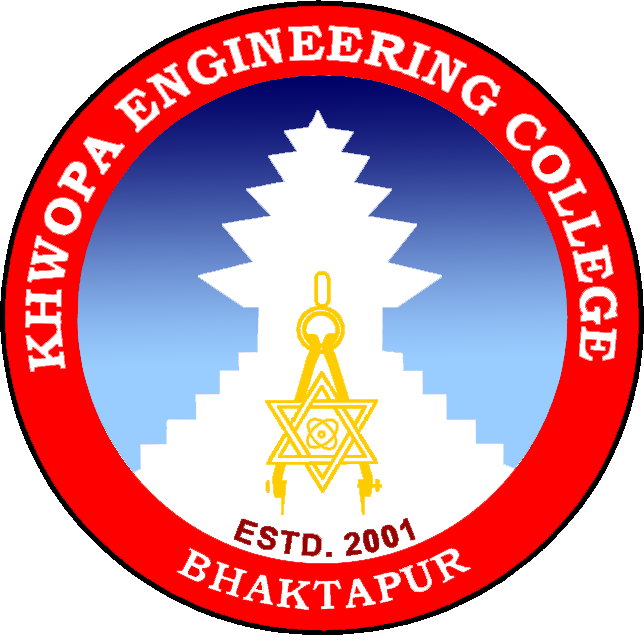 KHWOPA ENGINEERING COLLEGE
ESTD. 2001
BHAKTAPUR